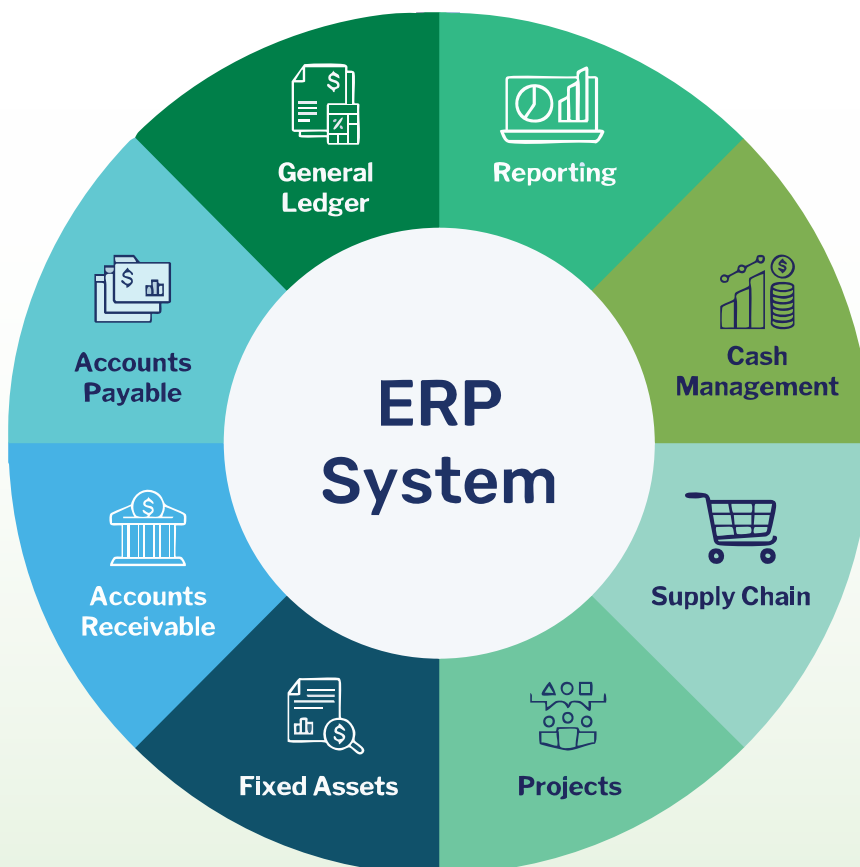 General
Ledger
Reporting
Accounts
Payable
Cash
Management
ERP
System
Accounts
Receivable
Supply Chain
Fixed Assets
Projects
$
%
$
$
$
$